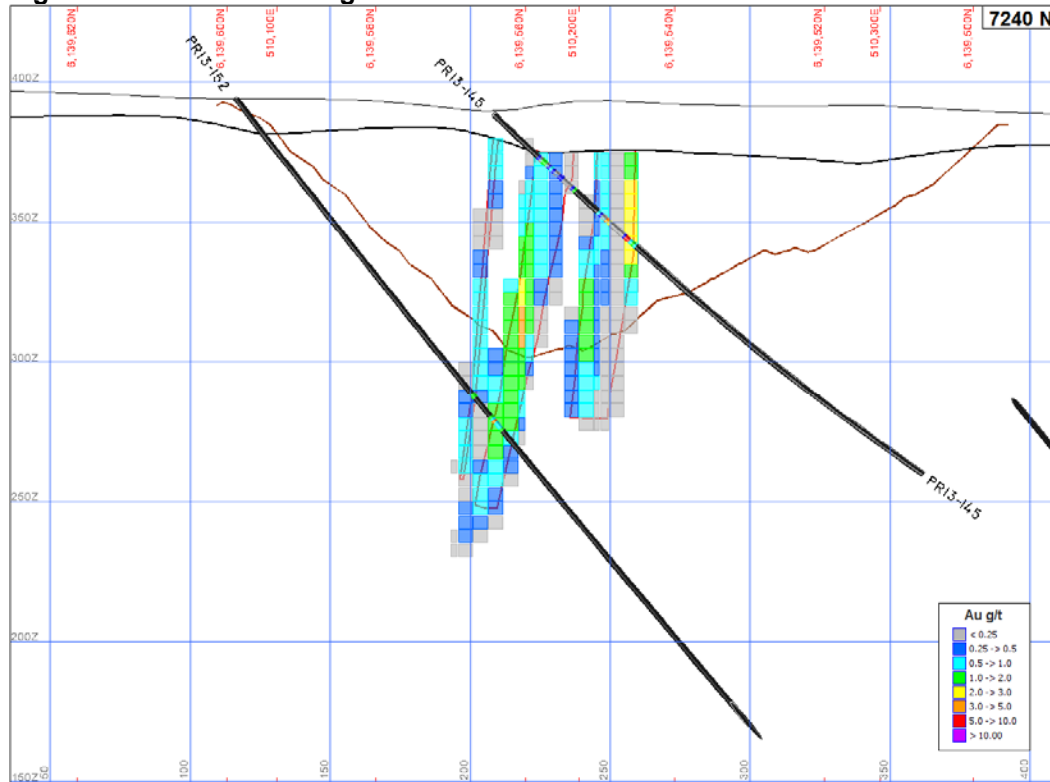 7240 N
6,139,620N
6,139,600N
510,100E
6,139,580N
6,139,560N
510,200E
6,139,540N
6,139,520N
510,300E
6,139,500N
PR13-152
PR13-145
400Z
350Z
300Z
250Z
PR13-145
200Z
Au g/t
< 0.25
0.25 -> 0.5
0.5 -> 1.0
1.0 -> 2.0
2.0 -> 3.0
3.0 -> 5.0
5.0 -> 10.0
> 10.00
150Z
50
100
150
200
250
300
350
400